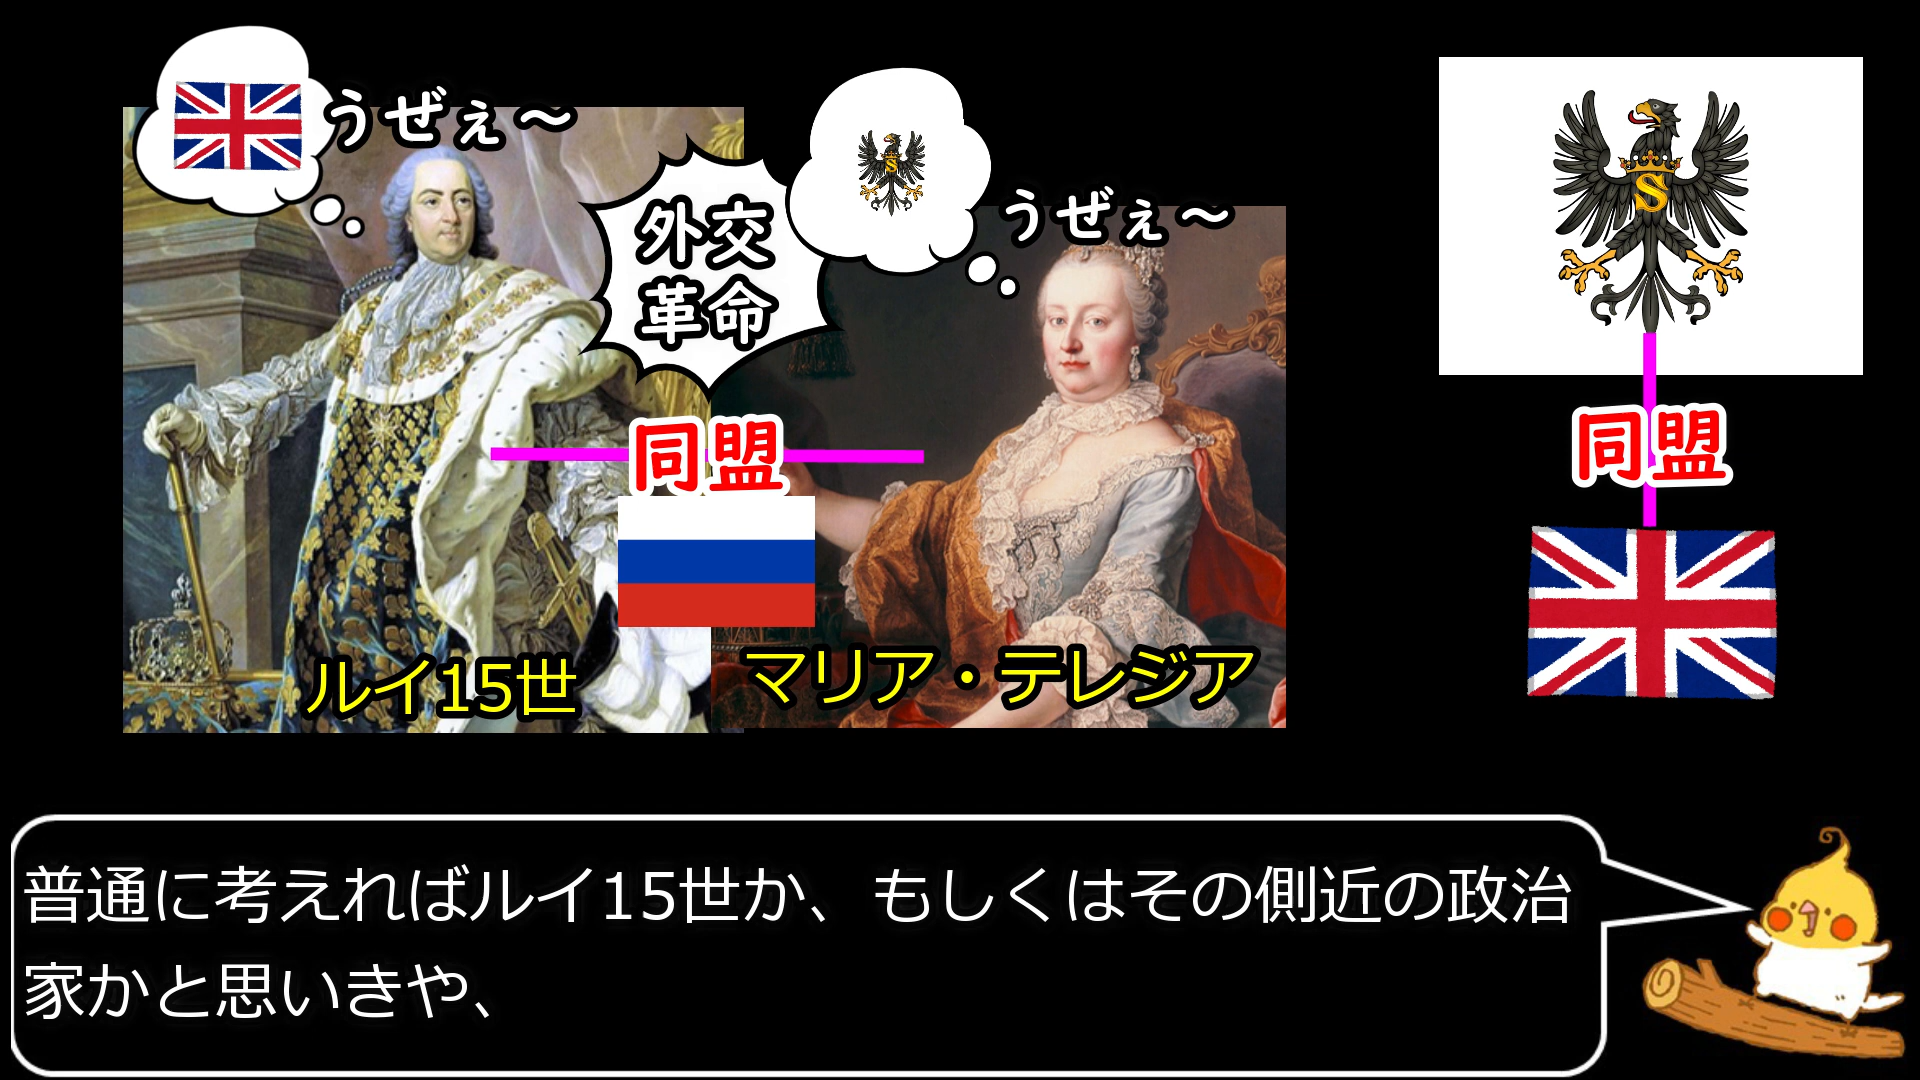 うぜぇ～
うぜぇ～
外交
革命
S
S
同盟
同盟
ルイ15世
マリア・テレジア
普通に考えればルイ15世か、もしくはその側近の政治
家かと思いきや、